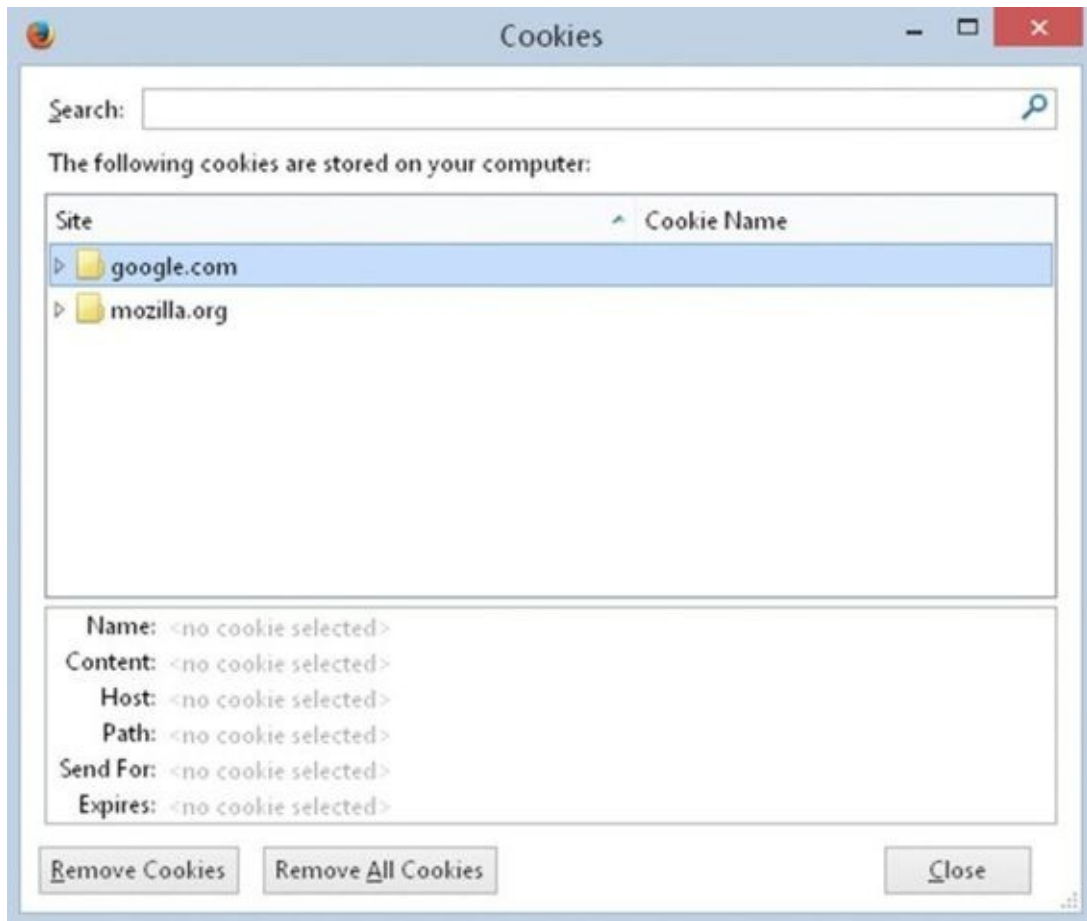 Cookies
Search:
The following cookies are stored on your computer:
Site Cookie Name
google.com
mozilla.org
Name: <no cookie selected>
Content: <no cookie selected>
Host: <no cookie selected>
Path: <no cookie selected>
Send For: <no cookie selected>
Expires: <no cookie selected>
Remove Cookies Remove All Cookies Close